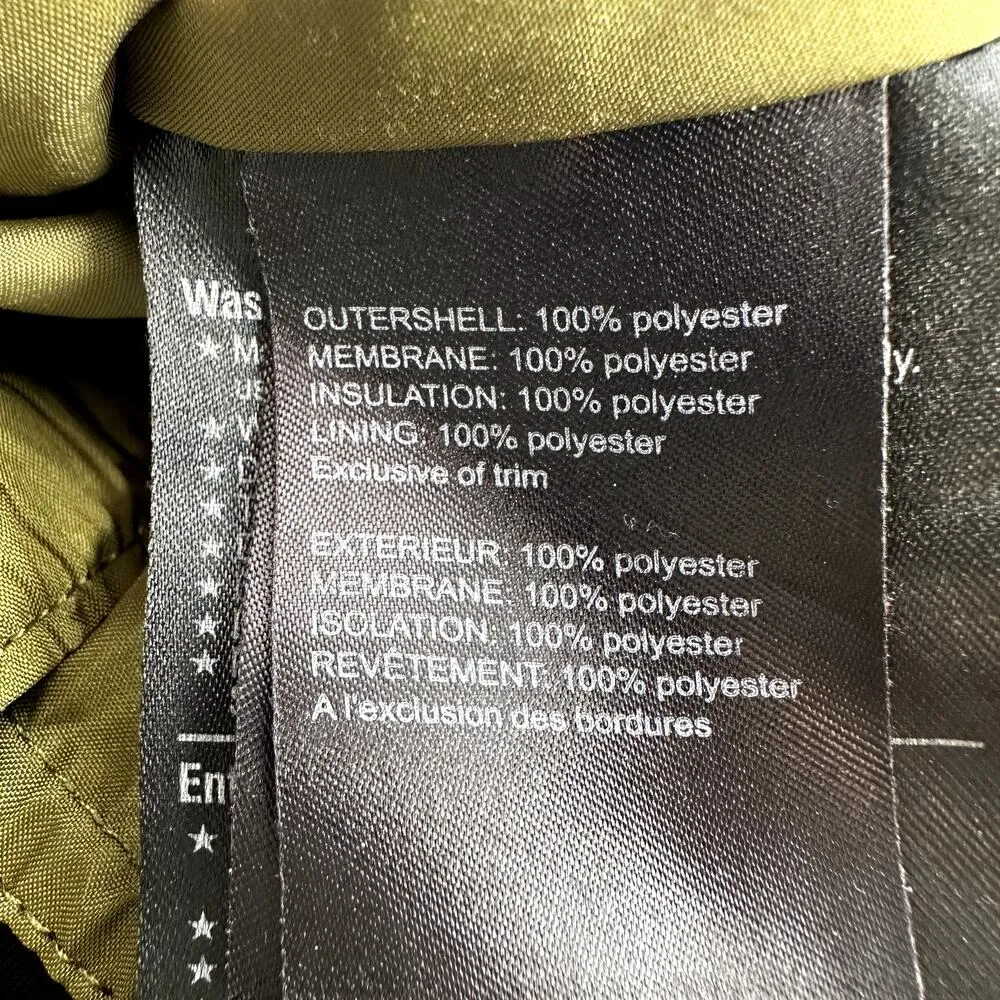 Was
★ M
★
★
★
★
★
★
★
y.
OUTERSHELL: 100% polyester
MEMBRANE: 100% polyester
INSULATION: 100% polyester
LINING: 100% polyester
Exclusive of trim
EXTERIEUR: 100% polyester
MEMBRANE: 100% polyester
ISOLATION: 100% polyester
REVÊTEMENT: 100% polyester
A l'exclusion des bordures
★
★
★